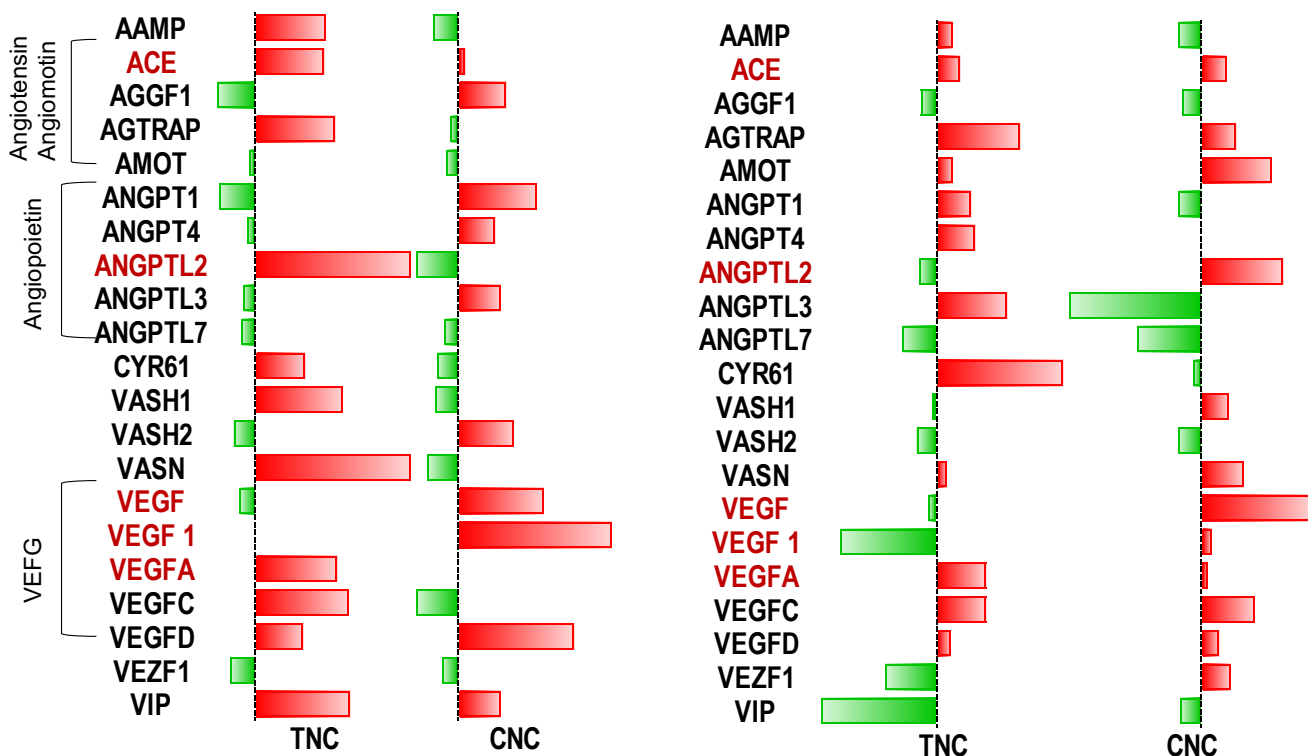 Angiotensin
Angiomotin
Angiopoietin
VEFG
AAMP
ACE
AGGF1
AGTRAP
AMOT
ANGPT1
ANGPT4
ANGPTL2
ANGPTL3
ANGPTL7
CYR61
VASH1
VASH2
VASN
VEGF
VEGF 1
VEGFA
VEGFC
VEGFD
VEZF1
VIP
TNC
CNC
AAMP
ACE
AGGF1
AGTRAP
AMOT
ANGPT1
ANGPT4
ANGPTL2
ANGPTL3
ANGPTL7
CYR61
VASH1
VASH2
VASN
VEGF
VEGF 1
VEGFA
VEGFC
VEGFD
VEZF1
VIP
TNC
CNC